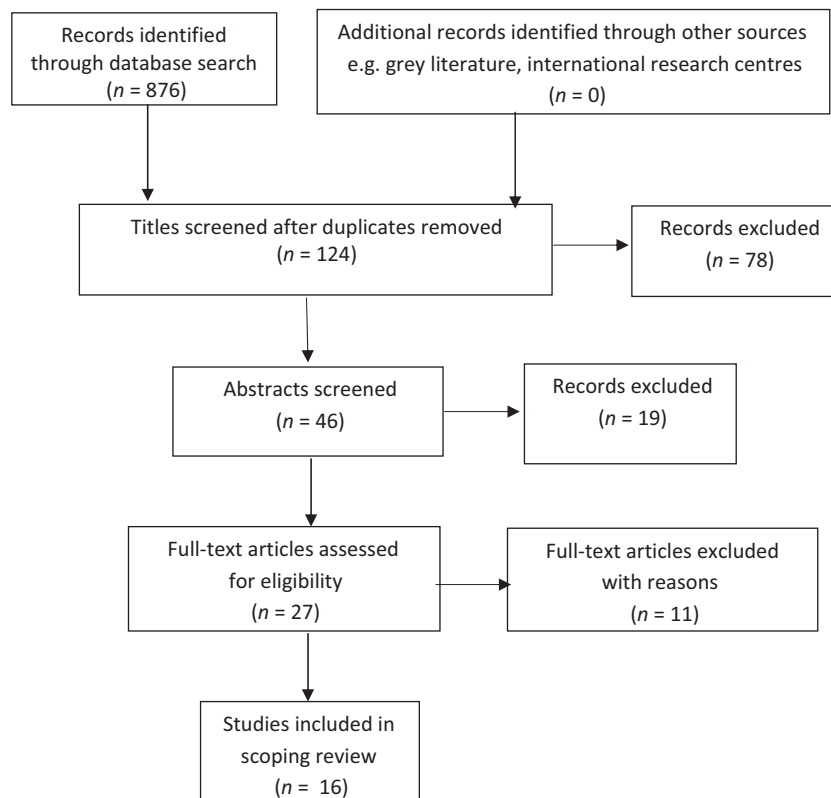 Records identified
through database search
(n = 876)
Additional records identified through other sources
e.g. grey literature, international research centres
(n = 0)
Titles screened after duplicates removed
(n = 124)
Records excluded
(n = 78)
Abstracts screened
(n = 46)
Records excluded
(n = 19)
Full-text articles assessed
for eligibility
(n = 27)
Full-text articles excluded
with reasons
(n = 11)
Studies included in
scoping review
(n = 16)